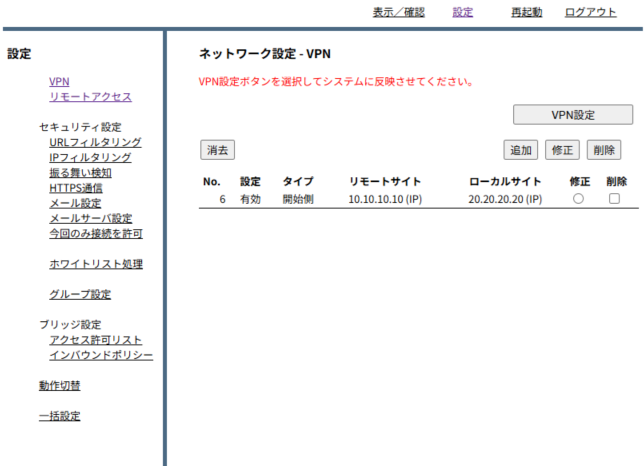 表示／確認 設定 再起動 ログアウト
設定
VPN
リモートアクセス
セキュリティ設定
URLフィルタリング
IPフィルタリング
振る舞い検知
HTTPS通信
メール設定
メールサーバ設定
今回のみ接続を許可
ホワイトリスト処理
グループ設定
ブリッジ設定
アクセス許可リスト
インバウンドポリシー
動作切替
一括設定
ネットワーク設定 - VPN
VPN設定ボタンを選択してシステムに反映させてください。
VPN設定
消去 追加 修正 削除
No. 設定 タイプ リモートサイト ローカルサイト 修正 削除
6 有効 開始側 10.10.10.10 (IP) 20.20.20.20 (IP)